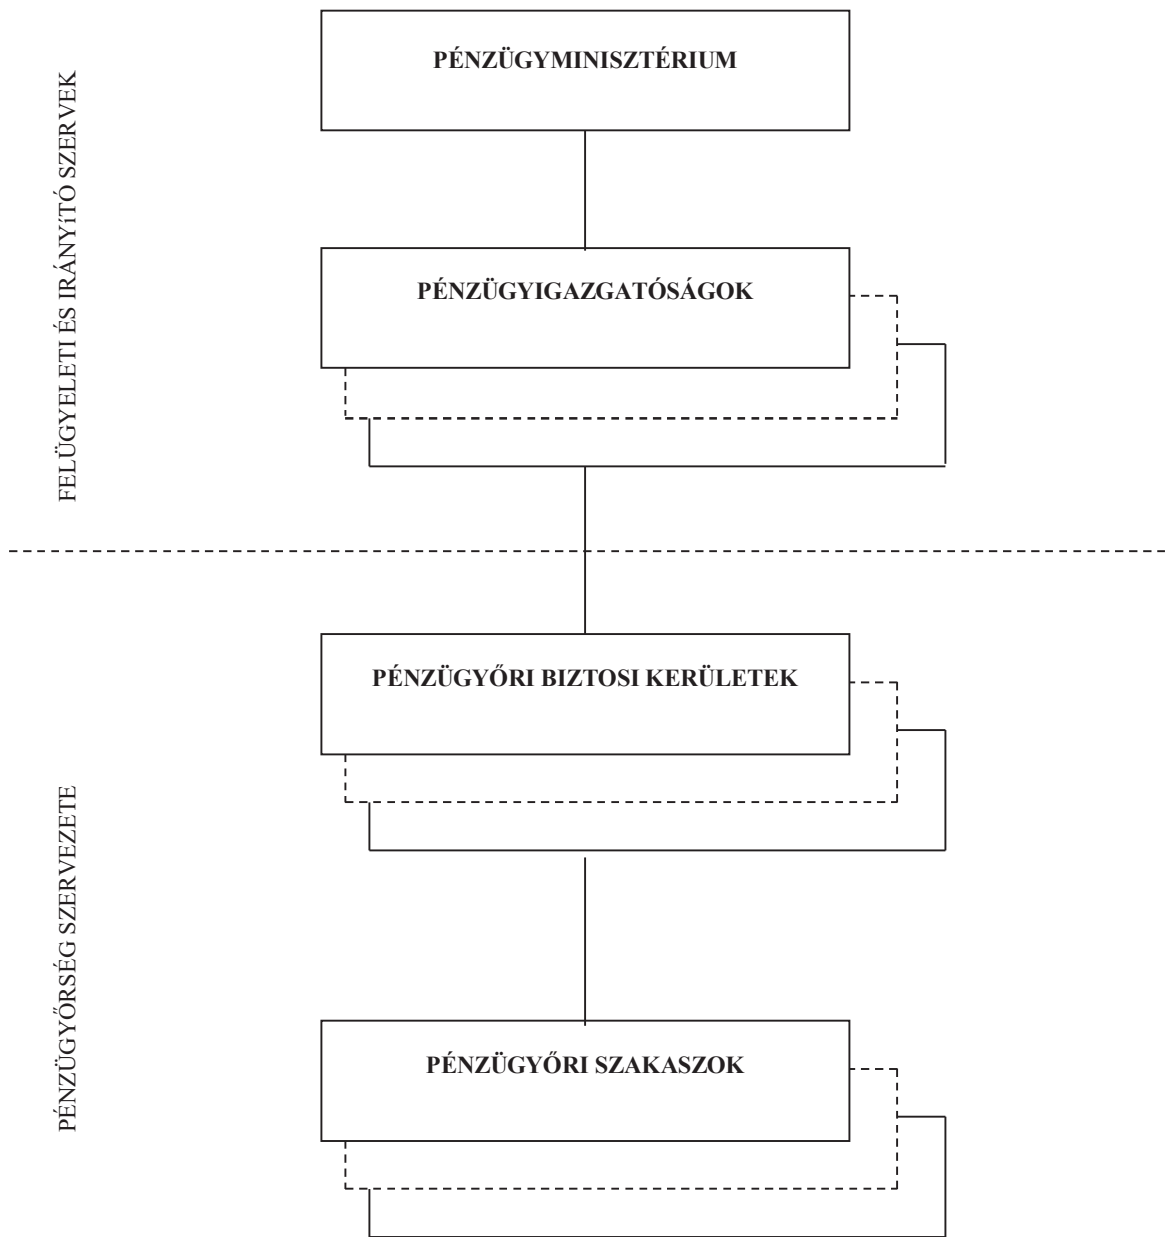 PÉNZÜGYMINISZTÉRIUM
FELÜGYELETI ÉS IRÁNYíTÓ SZERVEK
PÉNZÜGYIGAZGATÓSÁGOK
PÉNZÜGYŐRI BIZTOSI KERÜLETEK
PÉNZÜGYŐRSÉG SZERVEZETE
PÉNZÜGYŐRI SZAKASZOK